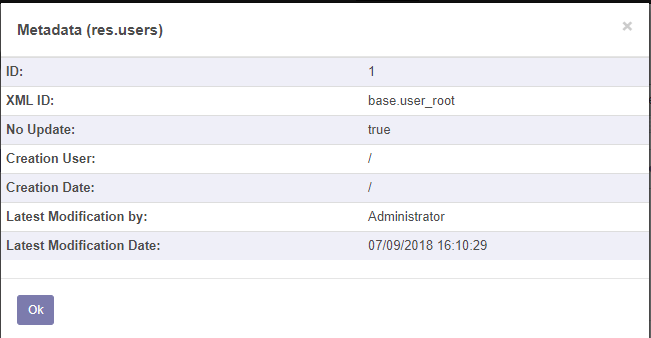 Metadata (res.users) ×
ID: 1
XML ID: base.user_root
No Update: true
Creation User: /
Creation Date: /
Latest Modification by: Administrator
Latest Modification Date: 07/09/2018 16:10:29
Ok